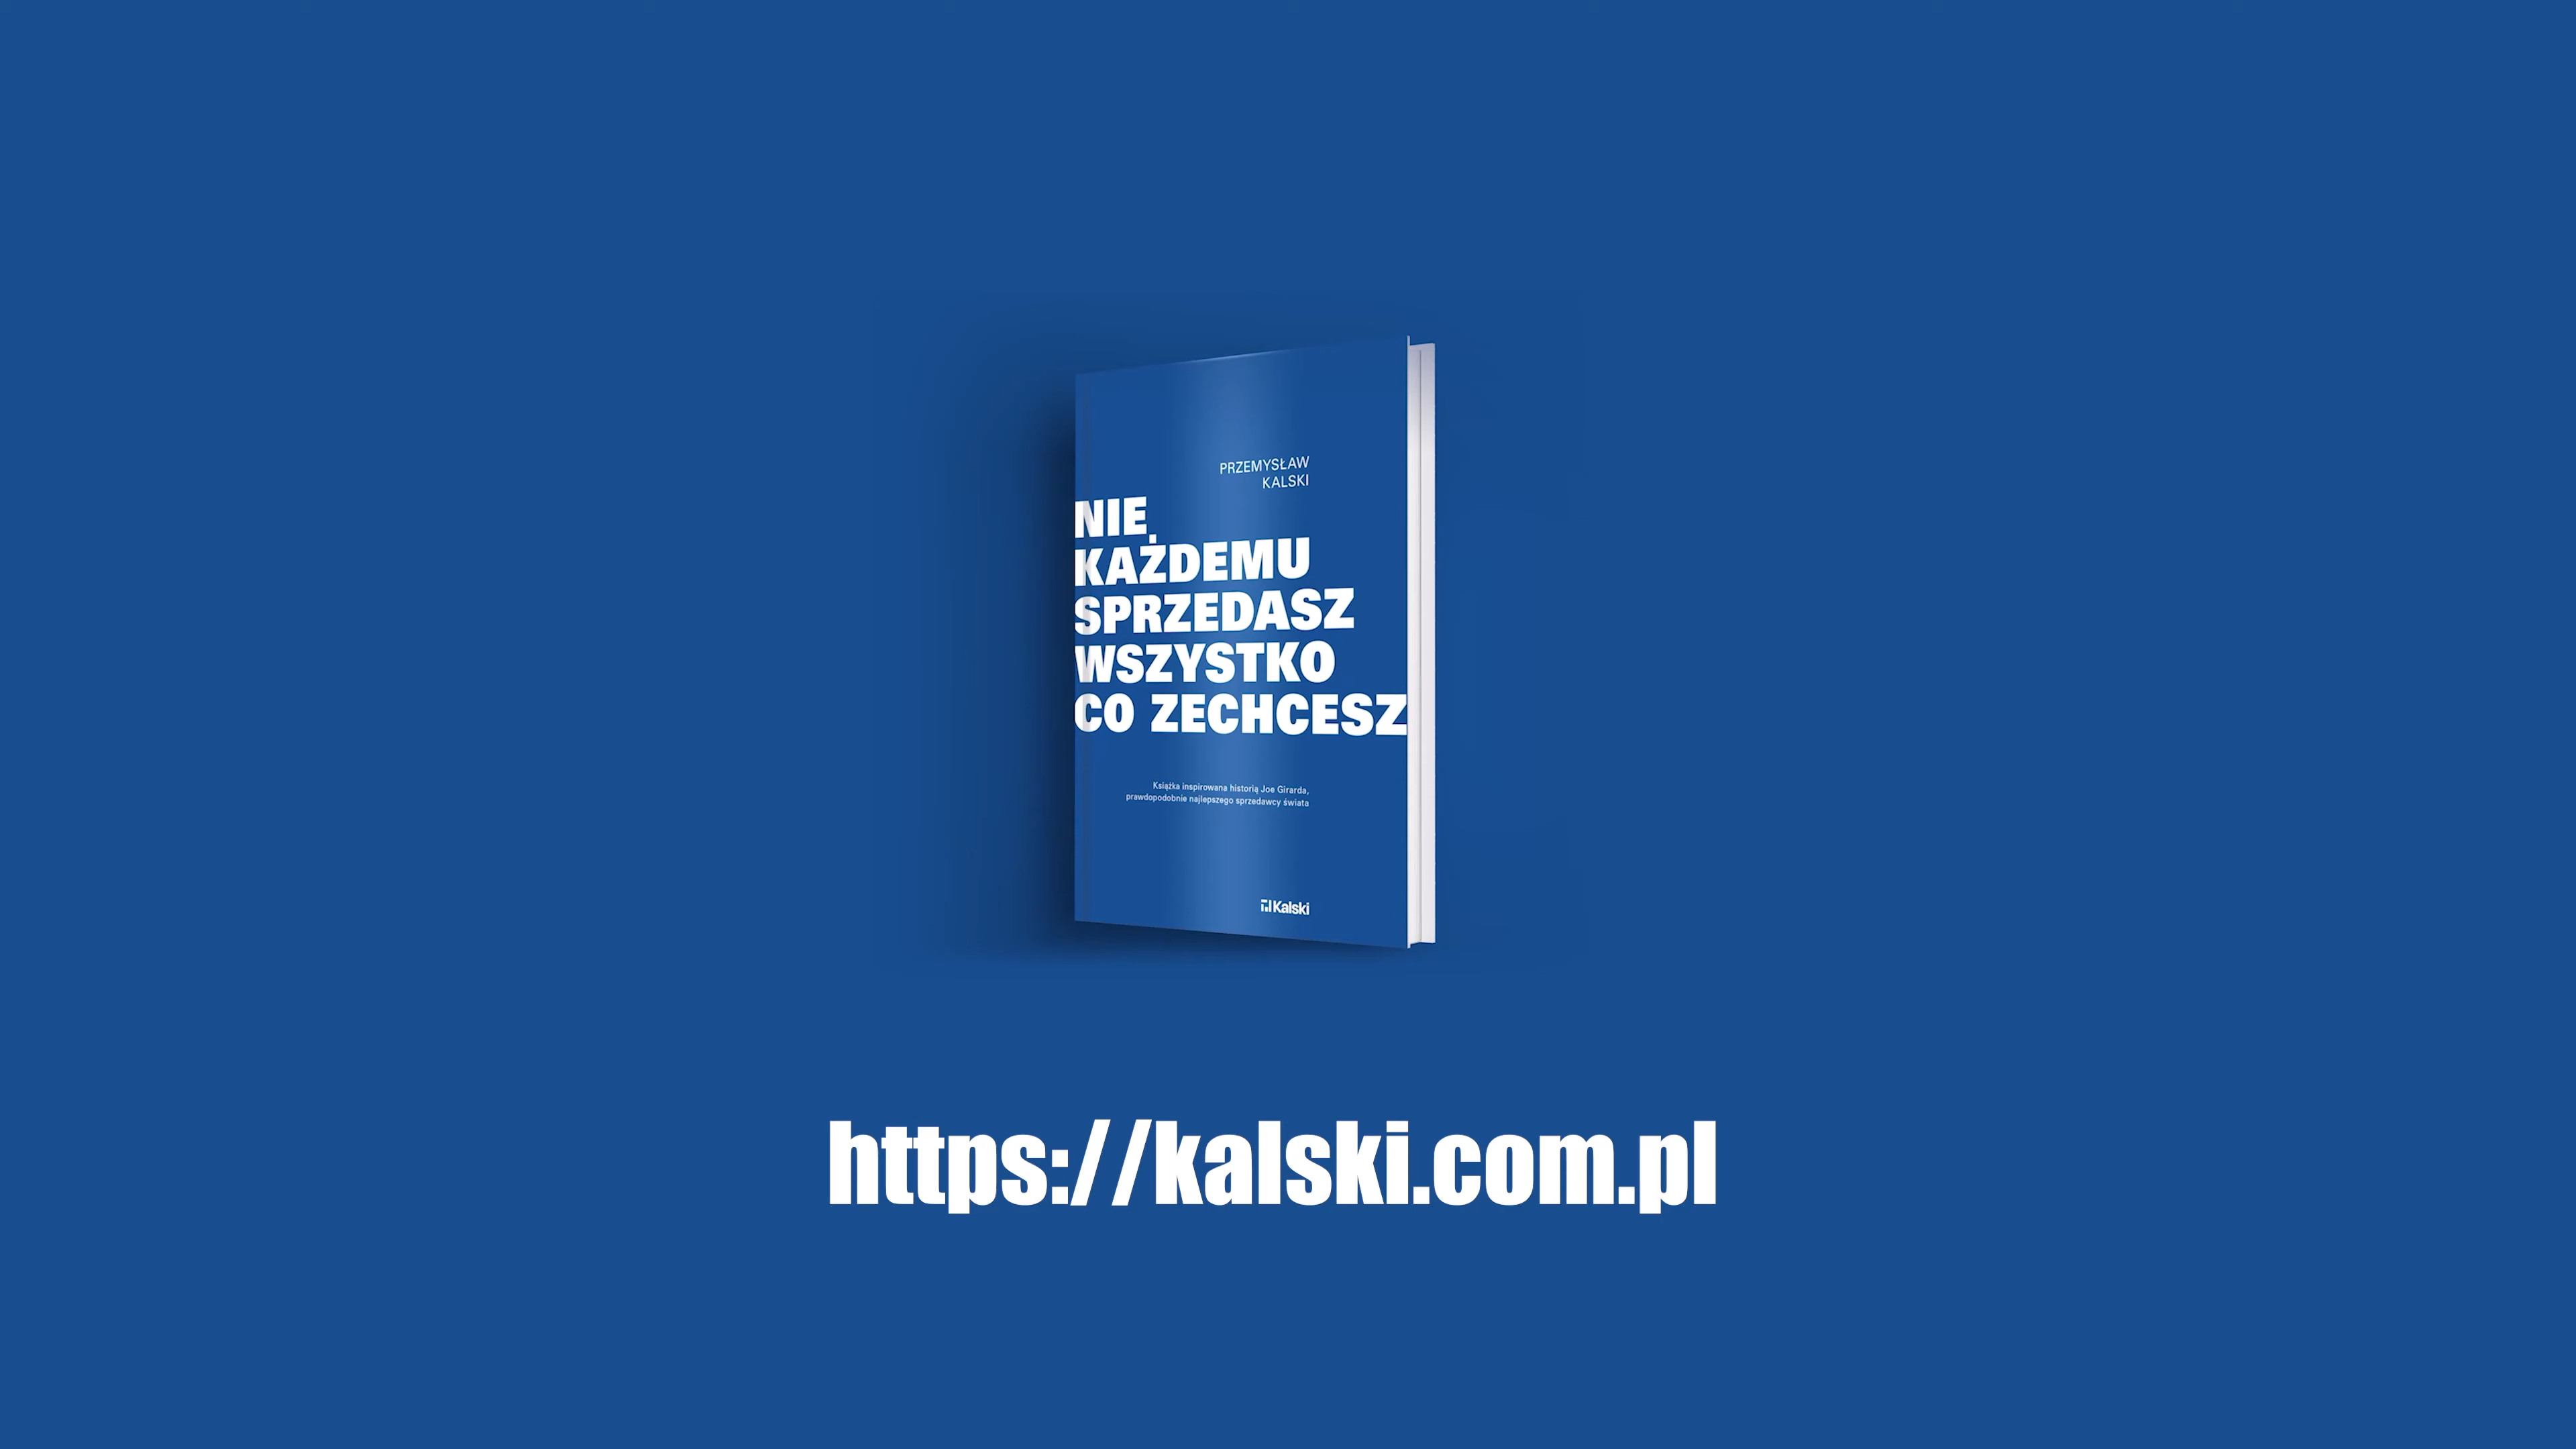 PRZEMYSŁAW
KALSKI
NIE
KAŻDEMU
SPRZEDASZ
WSZYSTKO
CO ZECHCESZ
Książka inspirowana historią Joe Girarda,
prawdopodobnie najlepszego sprzedawcy świata
Kalski
https://kalski.com.pl